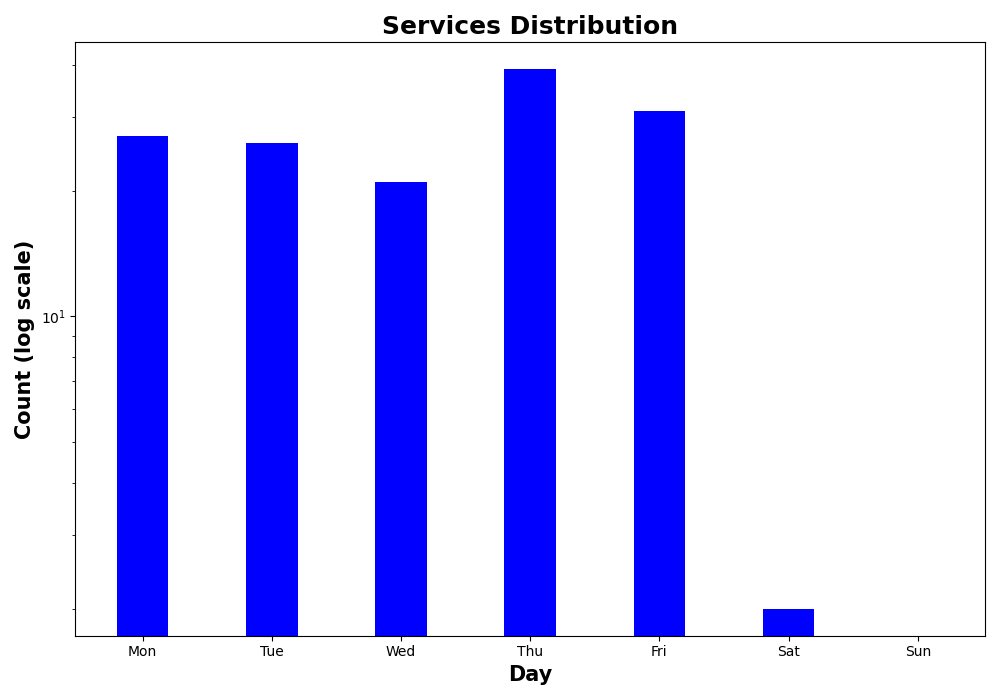 Services Distribution
Count (log scale)
10¹
Mon Tue Wed Thu Fri Sat Sun
Day